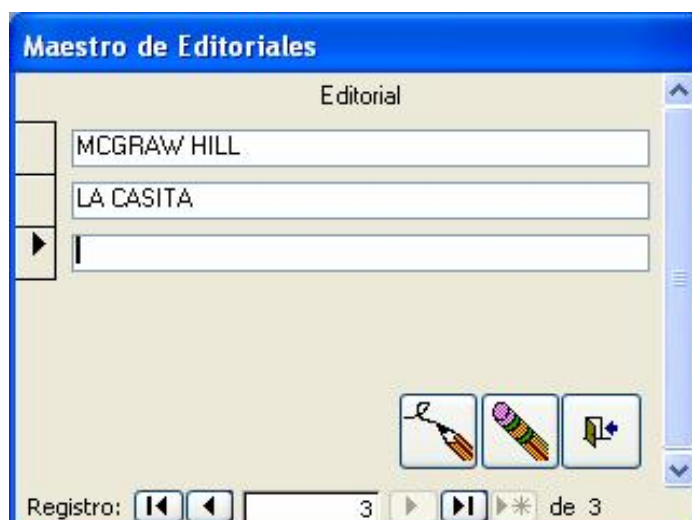 Maestro de Editoriales
Editorial
MCGRAW HILL
LA CASITA
Registro: 3 de 3